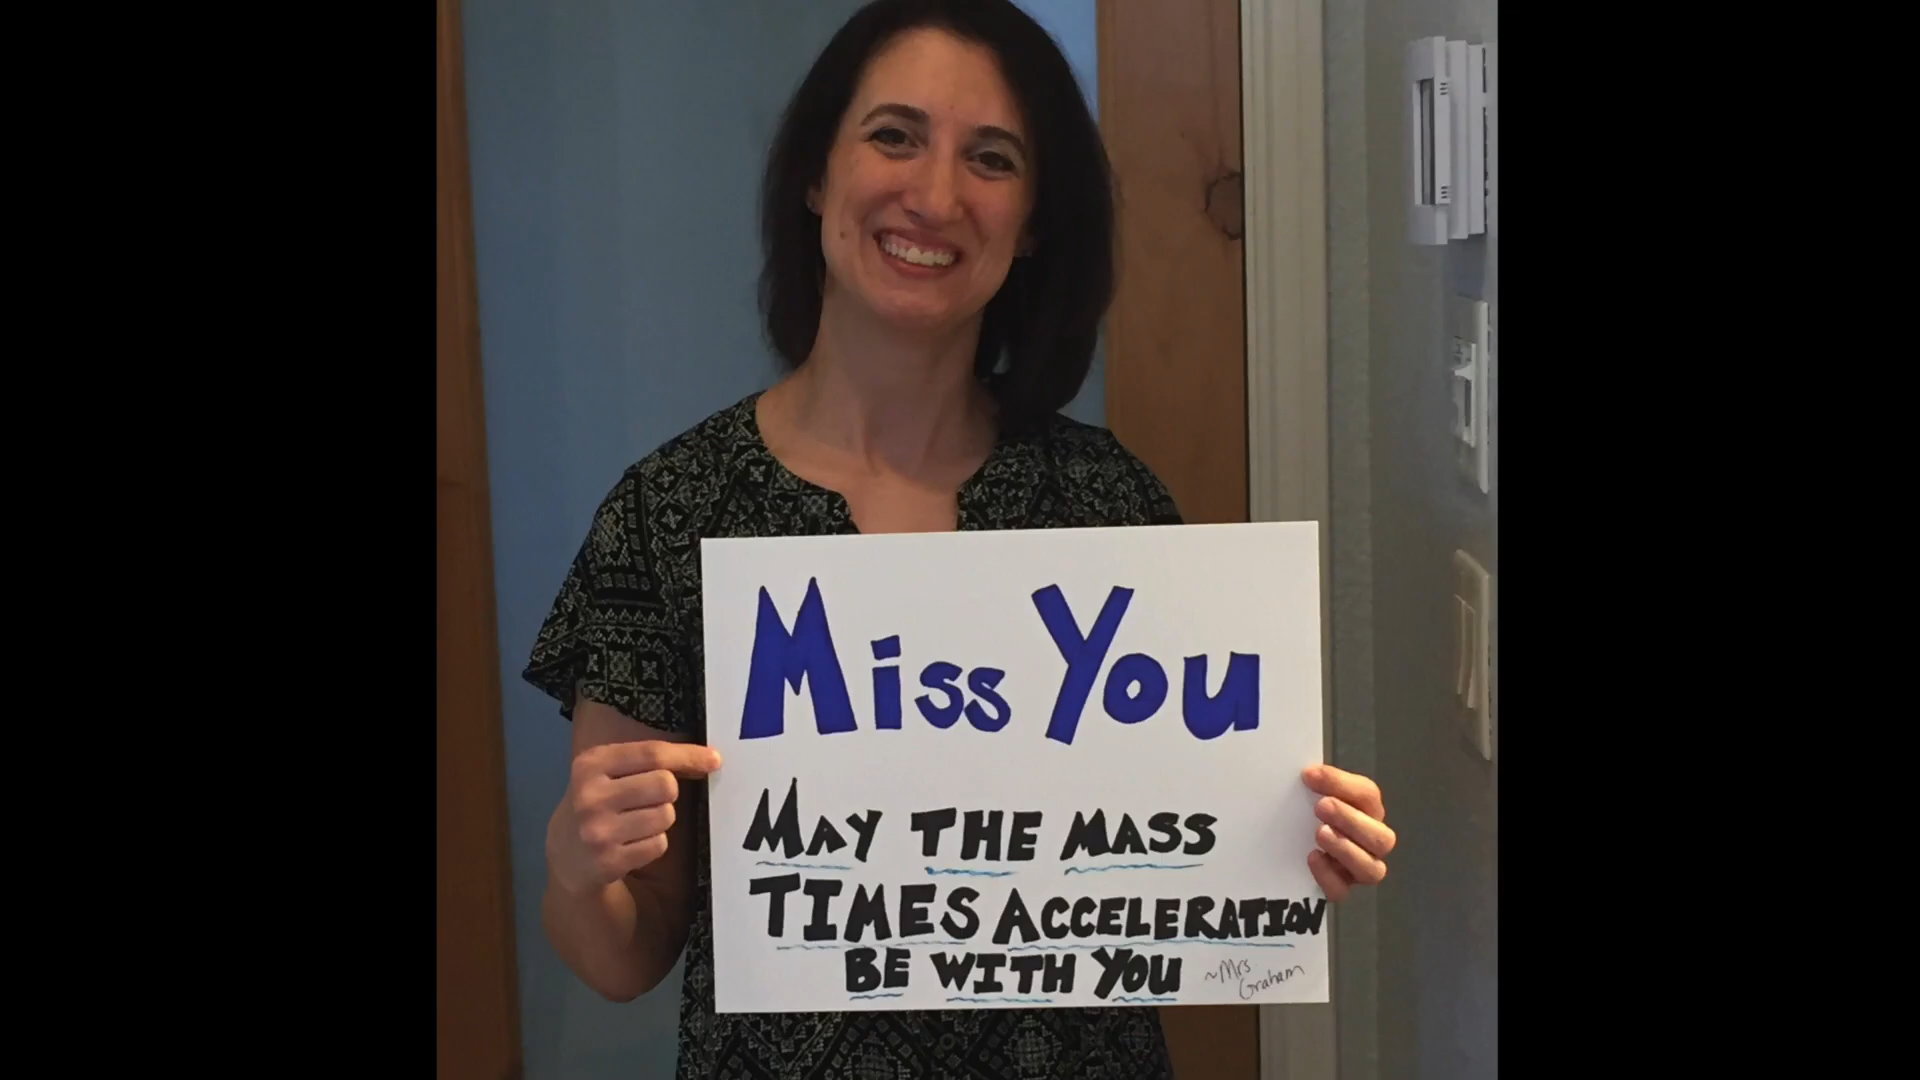 Miss You
MAY THE MASS
TIMES ACCELERATION
BE WITH YOU
~Mrs
Graham